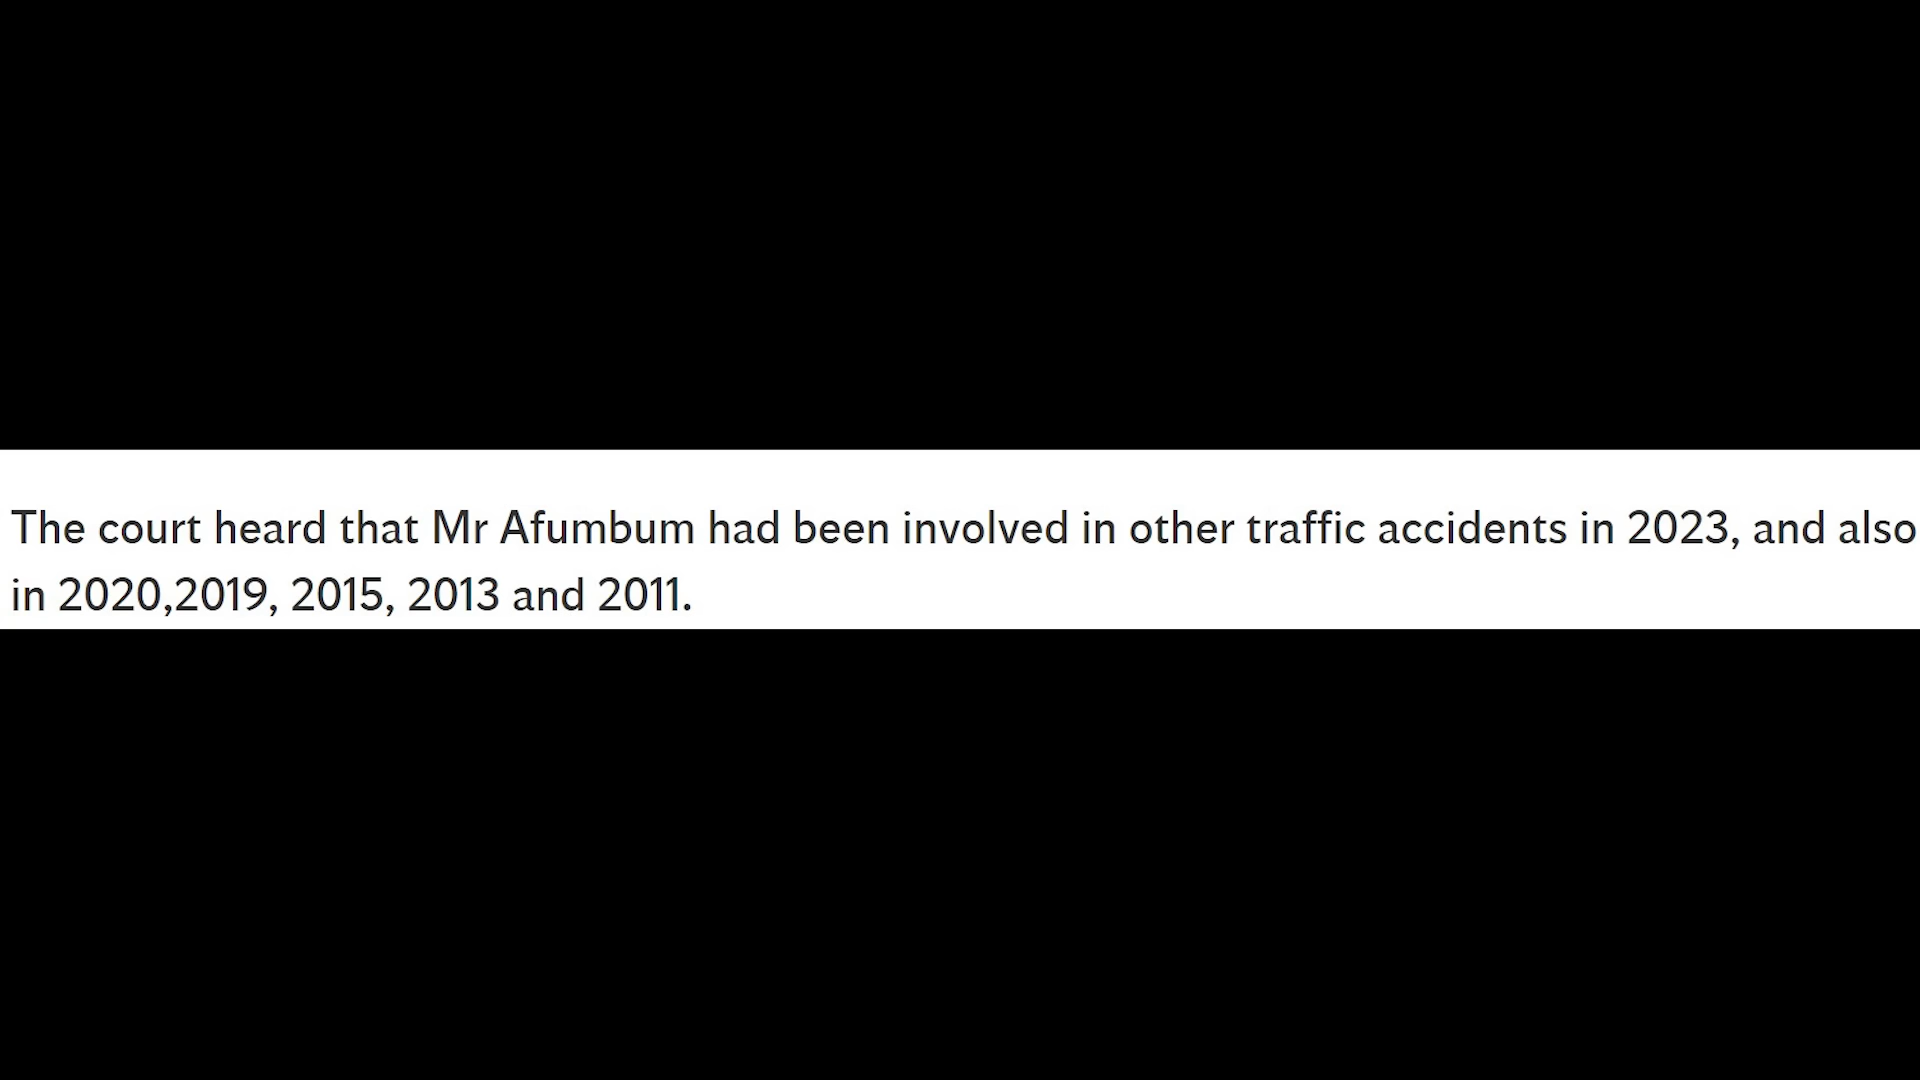 The court heard that Mr Afumbum had been involved in other traffic accidents in 2023, and also
in 2020,2019, 2015, 2013 and 2011.